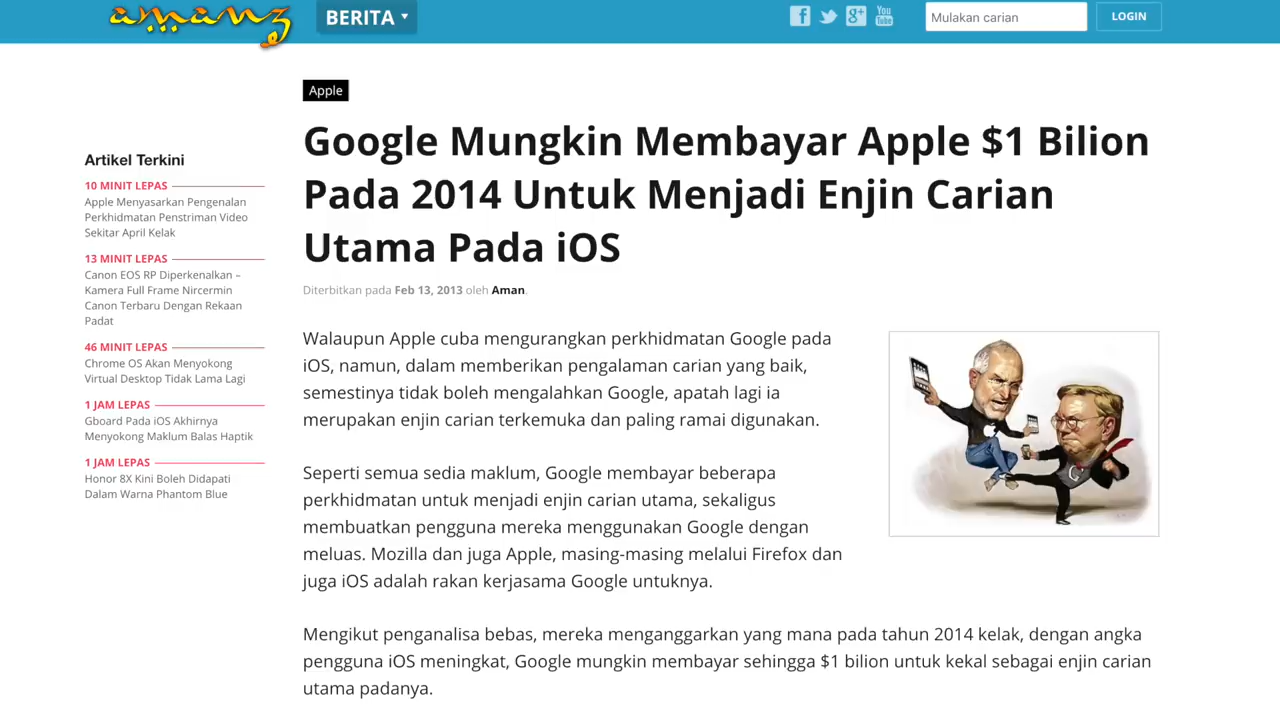 amanz
BERITA
You
Tube
Mulakan carian
LOGIN
Apple
Google Mungkin Membayar Apple $1 Bilion
Pada 2014 Untuk Menjadi Enjin Carian
Utama Pada iOS
Diterbitkan pada Feb 13, 2013 oleh Aman.
Artikel Terkini
10 MINIT LEPAS
Apple Menyasarkan Pengenalan
Perkhidmatan Penstriman Video
Sekitar April Kelak
13 MINIT LEPAS
Canon EOS RP Diperkenalkan –
Kamera Full Frame Nircermin
Canon Terbaru Dengan Rekaan
Padat
46 MINIT LEPAS
Chrome OS Akan Menyokong
Virtual Desktop Tidak Lama Lagi
1 JAM LEPAS
Gboard Pada iOS Akhirnya
Menyokong Maklum Balas Haptik
1 JAM LEPAS
Honor 8X Kini Boleh Didapati
Dalam Warna Phantom Blue
Walaupun Apple cuba mengurangkan perkhidmatan Google pada
iOS, namun, dalam memberikan pengalaman carian yang baik,
semestinya tidak boleh mengalahkan Google, apatah lagi ia
merupakan enjin carian terkemuka dan paling ramai digunakan.
Seperti semua sedia maklum, Google membayar beberapa
perkhidmatan untuk menjadi enjin carian utama, sekaligus
membuatkan pengguna mereka menggunakan Google dengan
meluas. Mozilla dan juga Apple, masing-masing melalui Firefox dan
juga iOS adalah rakan kerjasama Google untuknya.
Mengikut penganalisa bebas, mereka menganggarkan yang mana pada tahun 2014 kelak, dengan angka
pengguna iOS meningkat, Google mungkin membayar sehingga $1 bilion untuk kekal sebagai enjin carian
utama padanya.